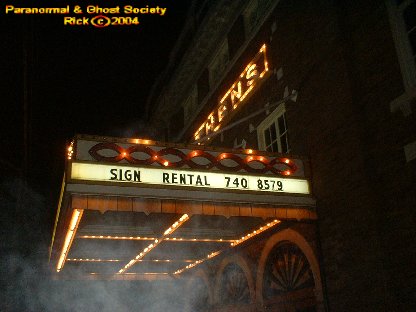 Paranormal & Ghost Society
Rick © 2004
SIGN RENTAL 740 8579